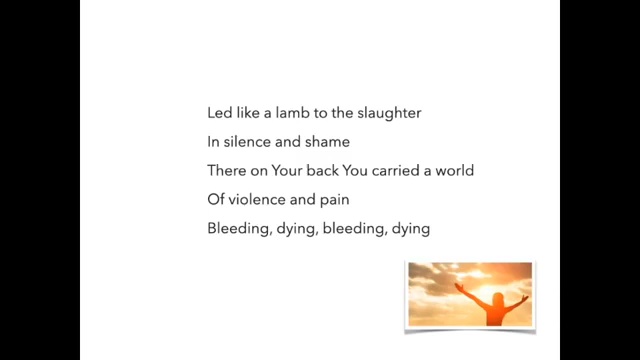 Led like a lamb to the slaughter
In silence and shame
There on Your back You carried a world
Of violence and pain
Bleeding, dying, bleeding, dying